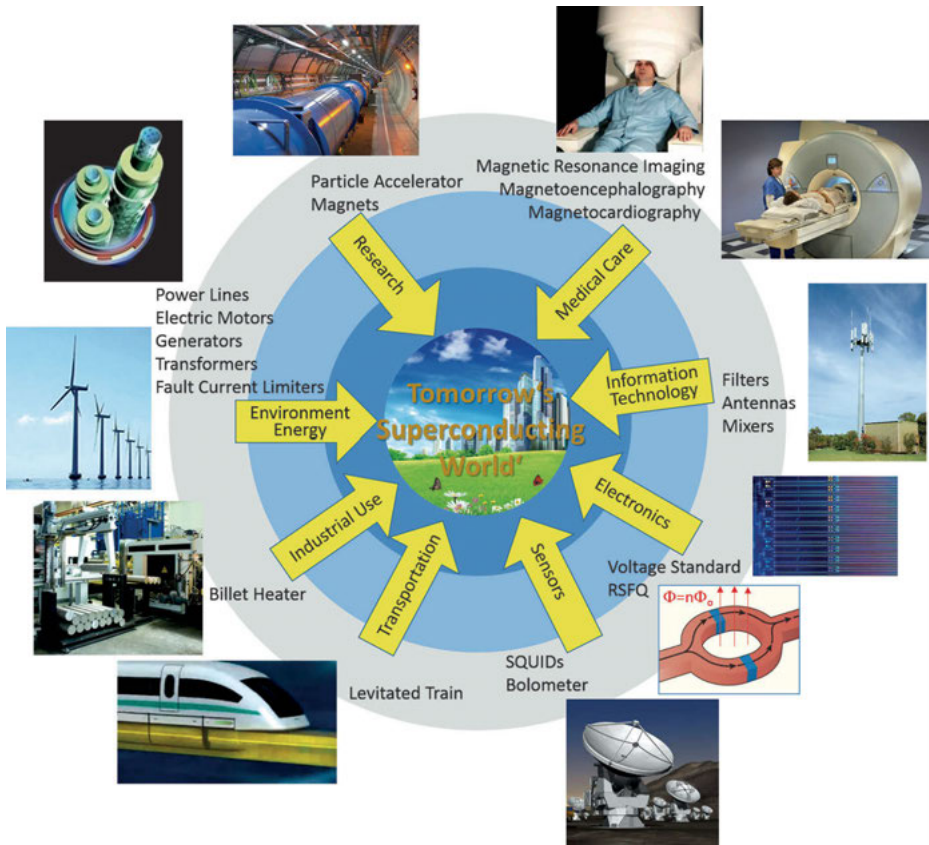 Particle Accelerator
Magnets
Research
Magnetic Resonance Imaging
Magnetoencephalography
Magnetocardiography
Medical Care
Power Lines
Electric Motors
Generators
Transformers
Fault Current Limiters
Environment
Energy
Tomorrow's
Superconducting
World'
Information
Technology
Filters
Antennas
Mixers
Industrial Use
Billet Heater
Transportation
Levitated Train
Sensors
SQUIDs
Bolometer
Electronics
Voltage Standard
RSFQ
Φ=nΦ₀